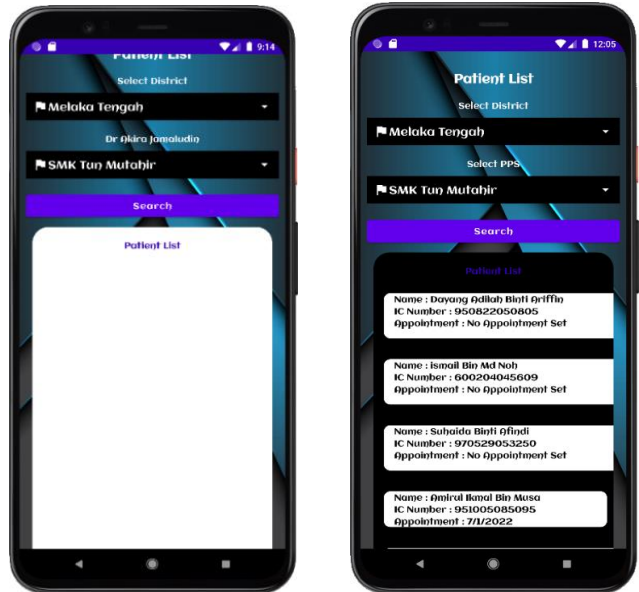 9:14
Patient List
Select District
Melaka Tengah
Dr Akira Jamaludin
SMK Tun Mutahir
Search
Patient List
12:05
Patient List
Select District
Melaka Tengah
Select PPS
SMK Tun Mutahir
Search
Patient List
Name : Dayang Adilah Binti Ariffin
IC Number : 950822050805
Appointment : No Appointment Set
Name : ismail Bin Md Noh
IC Number : 600204045609
Appointment : No Appointment Set
Name : Suhaida Binti Afindi
IC Number : 970529053250
Appointment : No Appointment Set
Name : Amirul Ikmal Bin Musa
IC Number : 951005085095
Appointment : 7/1/2022